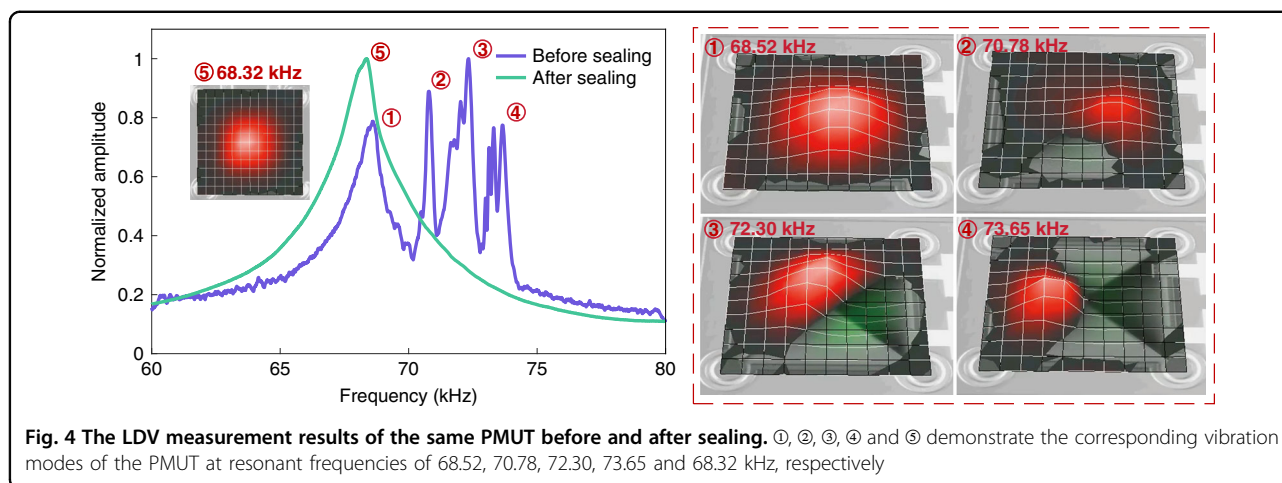 1
0.8
0.6
0.4
0.2
0
Normalized amplitude
60
65
70
75
80
Frequency (kHz)
⑤ 68.32 kHz
⑤
①
②
③
④
Before sealing
After sealing
① 68.52 kHz
② 70.78 kHz
③ 72.30 kHz
④ 73.65 kHz
Fig. 4 The LDV measurement results of the same PMUT before and after sealing. ①, ②, ③, ④ and ⑤ demonstrate the corresponding vibration
modes of the PMUT at resonant frequencies of 68.52, 70.78, 72.30, 73.65 and 68.32 kHz, respectively